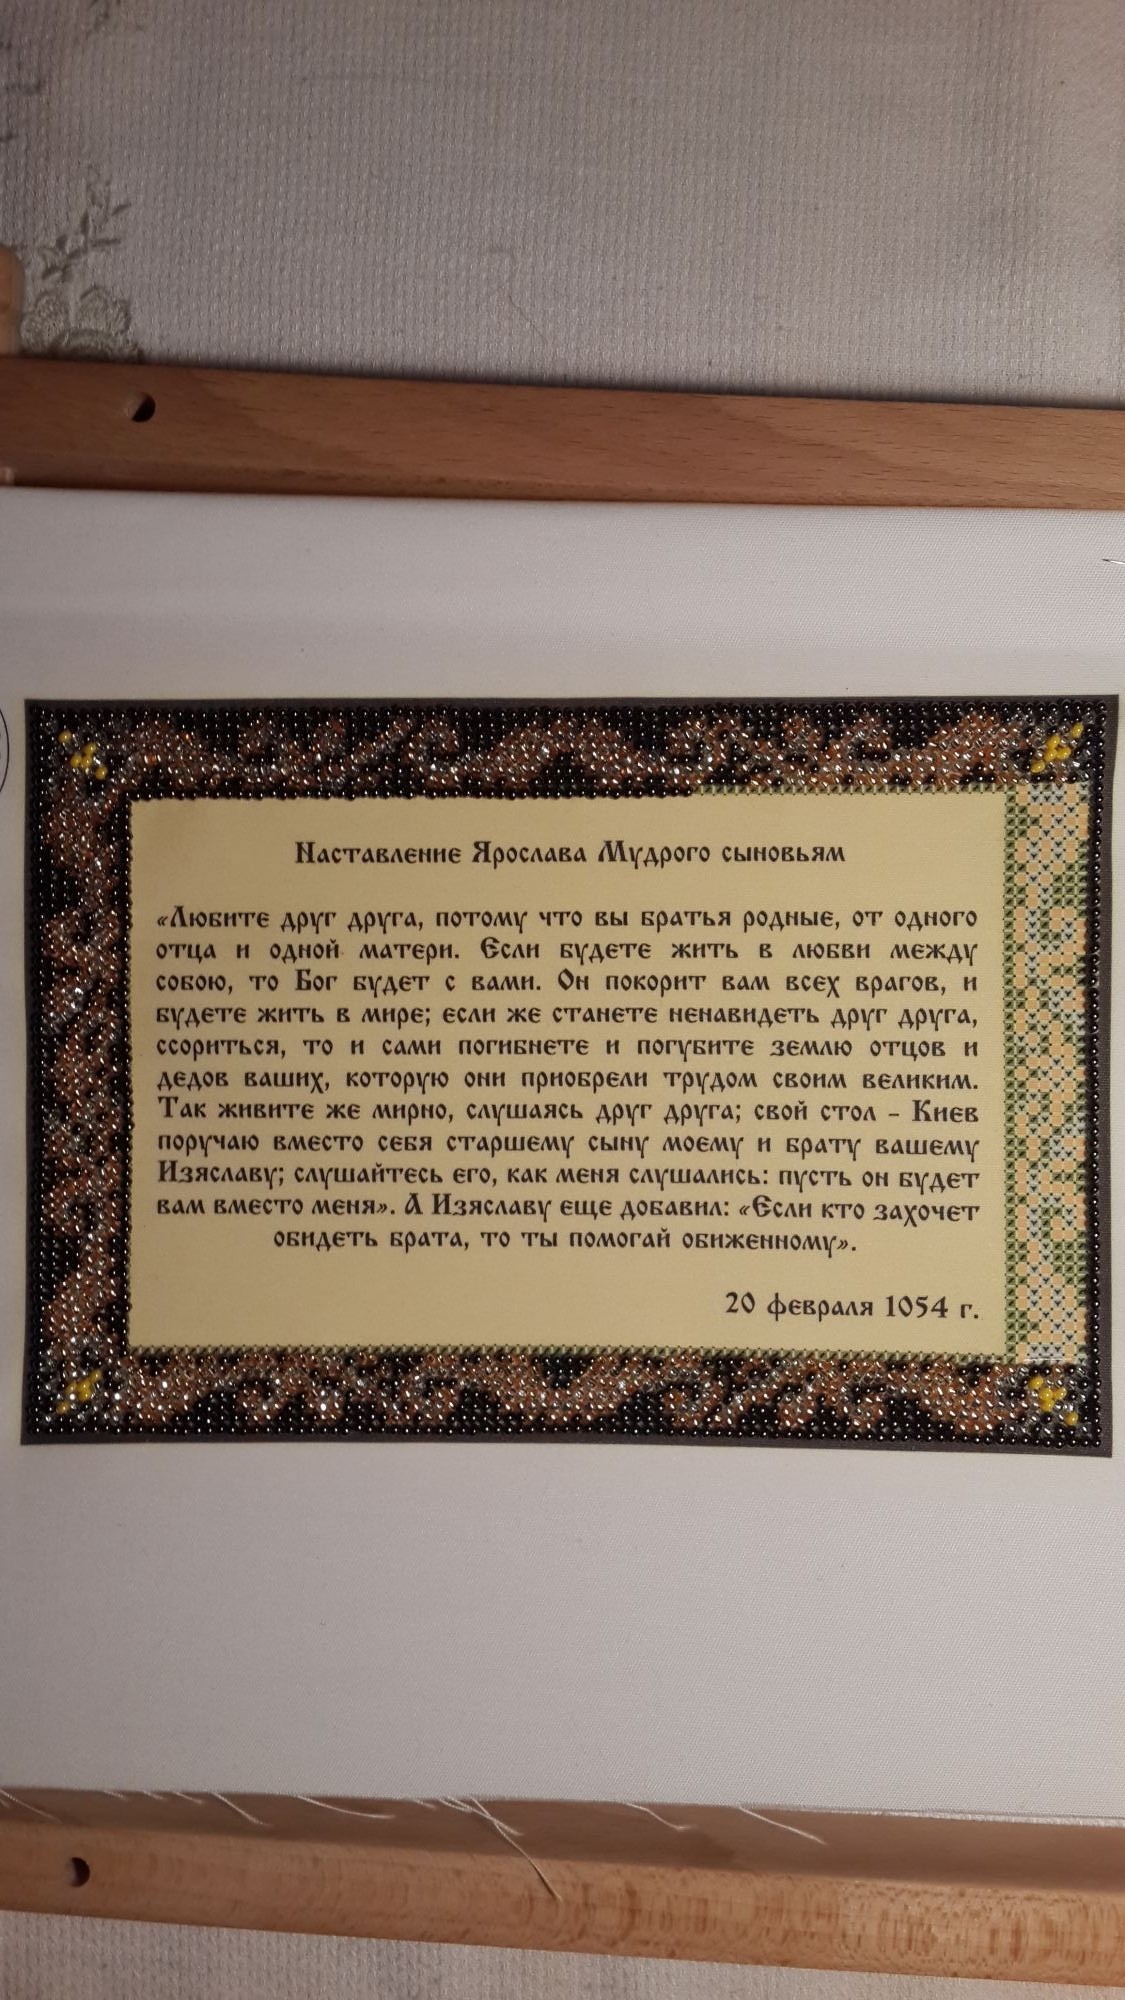 Наставление Ярослава Мудрого сыновьям
«Любите друг друга, потому что вы братья родные, от одного
отца и одной матери. Если будете жить в любви между
собою, то Бог будет с вами. Он покорит вам всех врагов, и
будете жить в мире; если же станете ненавидеть друг друга,
ссориться, то и сами погибнете и погубите землю отцов и
дедов ваших, которую они приобрели трудом своим великим.
Так живите же мирно, слушаясь друг друга; свой стол - Киев
поручаю вместо себя старшему сыну моему и брату вашему
Изяславу; слушайтесь его, как меня слушались: пусть он будет
вам вместо меня». А Изяславу еще добавил: «Если кто захочет
обидеть брата, то ты помогай обиженному».
20 февраля 1054 г.